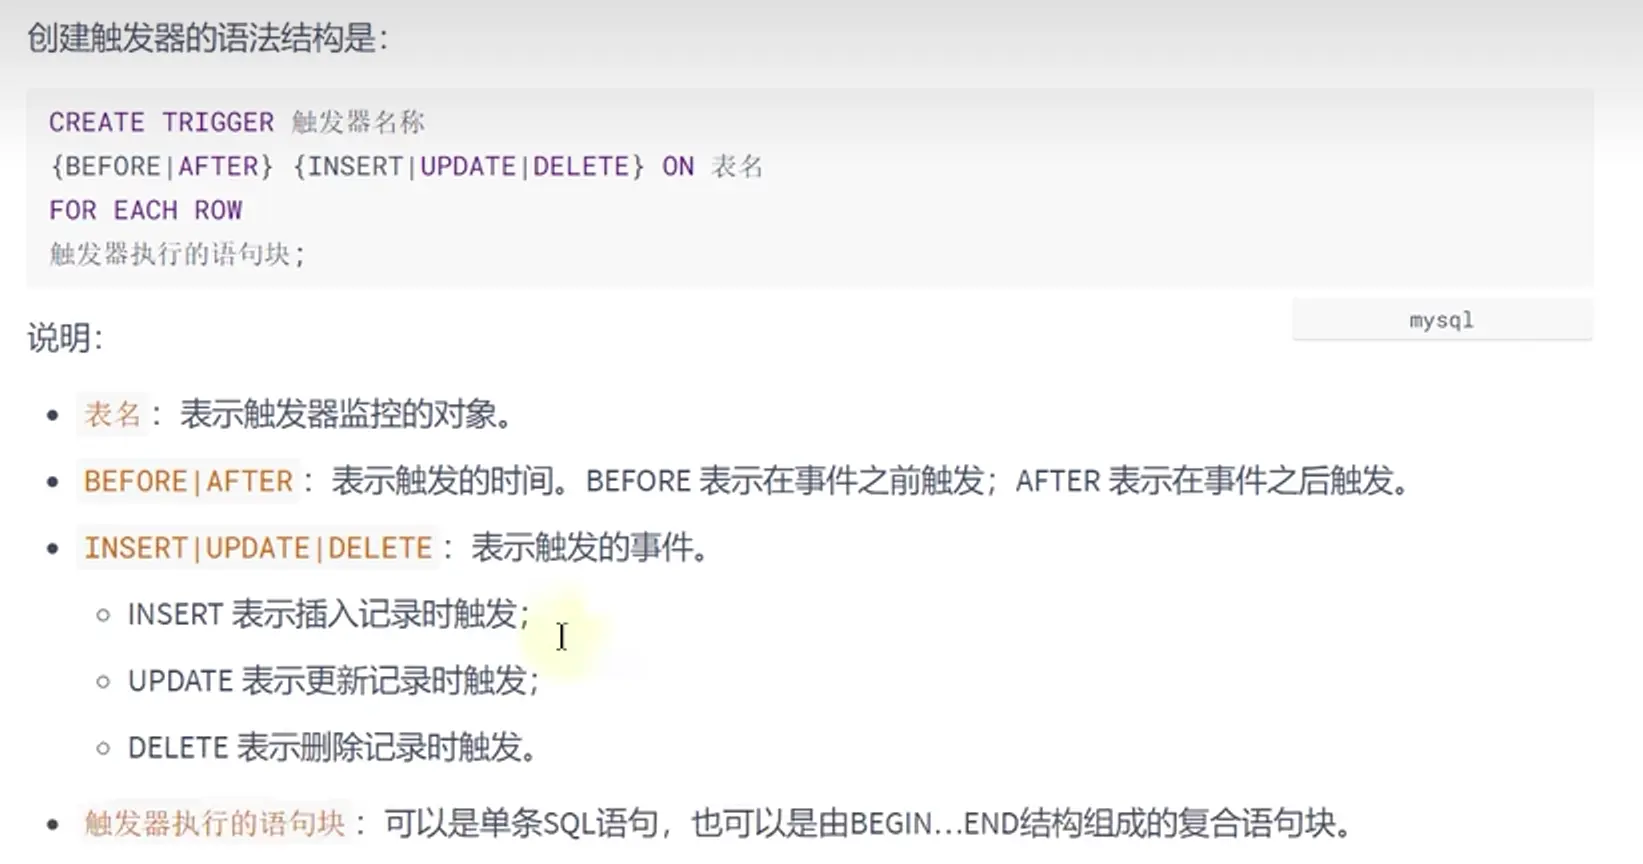 创建触发器的语法结构是：
CREATE TRIGGER 触发器名称
{BEFORE|AFTER} {INSERT|UPDATE|DELETE} ON 表名
FOR EACH ROW
触发器执行的语句块;
mysql
说明：
表名：表示触发器监控的对象。
BEFORE|AFTER：表示触发的时间。BEFORE 表示在事件之前触发；AFTER 表示在事件之后触发。
INSERT|UPDATE|DELETE：表示触发的事件。
INSERT 表示插入记录时触发；
UPDATE 表示更新记录时触发；
DELETE 表示删除记录时触发。
触发器执行的语句块：可以是单条SQL语句，也可以是由BEGIN…END结构组成的复合语句块。